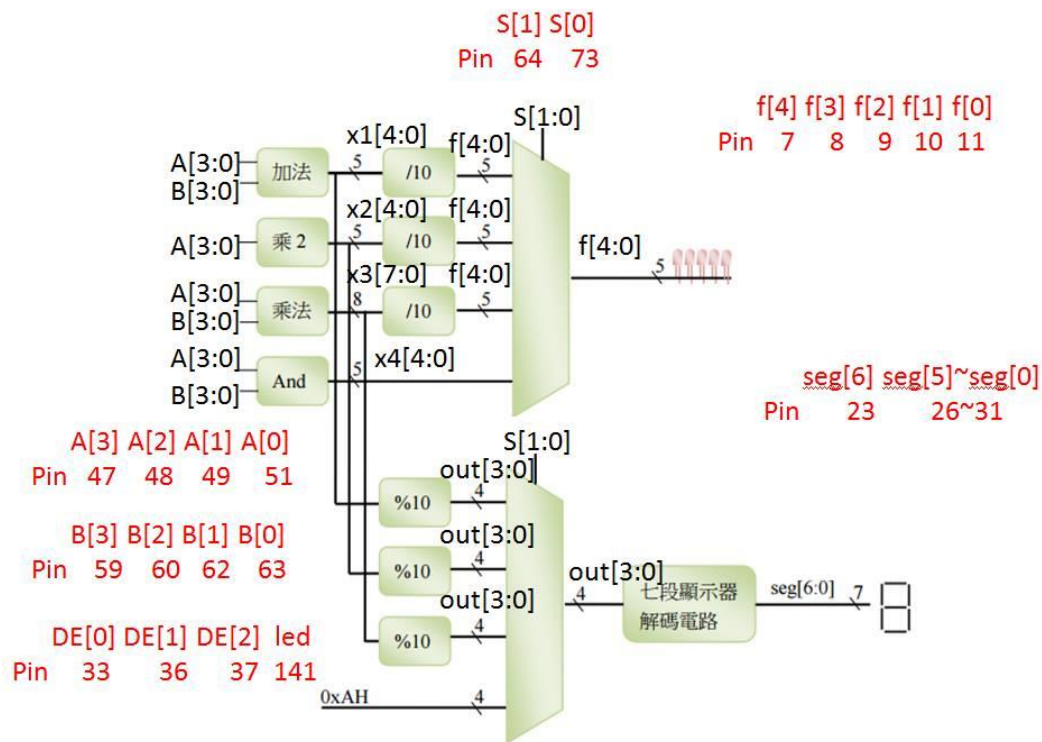 S[1] S[0]
Pin 64 73
f[4] f[3] f[2] f[1] f[0]
Pin 7 8 9 10 11
S[1:0]
x1[4:0] f[4:0]
A[3:0]
B[3:0]
加法
5
/10
5
x2[4:0] f[4:0]
A[3:0]
乘 2
5
/10
5
f[4:0]
5
x3[7:0] f[4:0]
A[3:0]
B[3:0]
乘法
8
/10
5
A[3:0]
B[3:0]
And
5
x4[4:0]
seg[6] seg[5]~seg[0]
Pin 23 26~31
A[3] A[2] A[1] A[0]
Pin 47 48 49 51
S[1:0]
out[3:0]
%10
4
B[3] B[2] B[1] B[0]
Pin 59 60 62 63
out[3:0]
%10
4
out[3:0]
4
七段顯示器
解碼電路
seg[6:0]
7
out[3:0]
%10
4
DE[0] DE[1] DE[2] led
Pin 33 36 37 141
0xAH
4